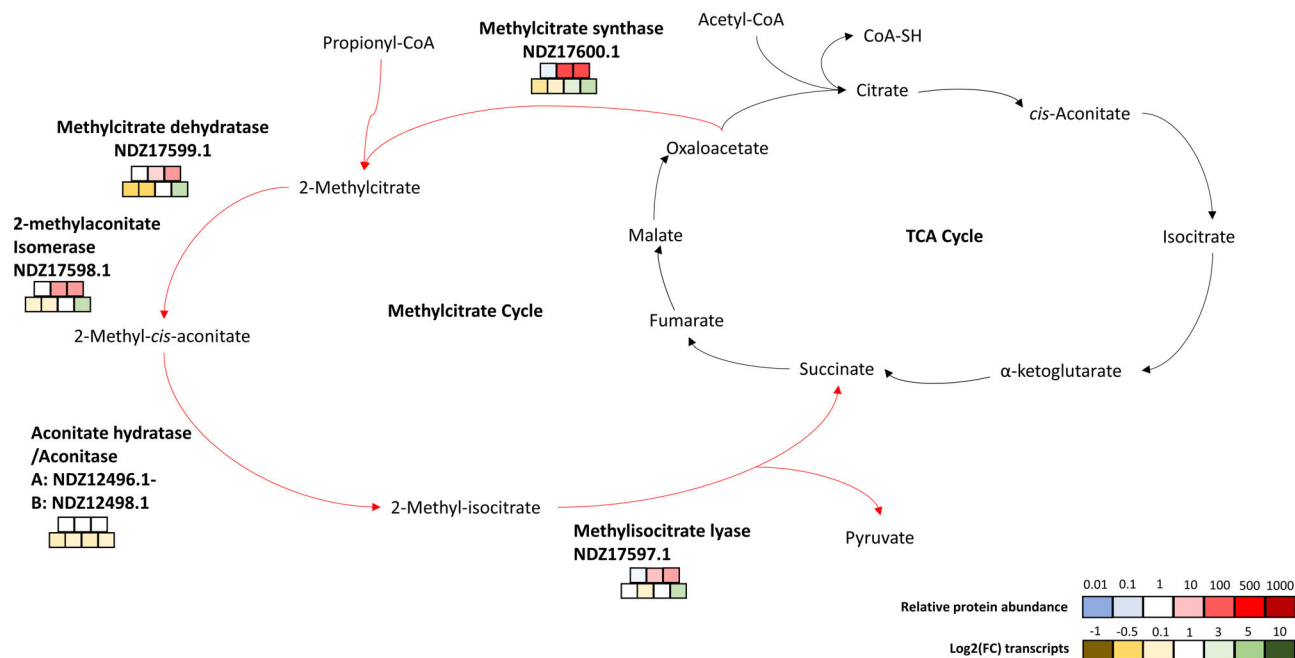 Methylcitrate synthase
NDZ17600.1
Acetyl-CoA
CoA-SH
Propionyl-CoA
Citrate
cis-Aconitate
Methylcitrate dehydratase
NDZ17599.1
Oxaloacetate
2-Methylcitrate
2-methylaconitate
Isomerase
NDZ17598.1
Malate
TCA Cycle
Isocitrate
Methylcitrate Cycle
Fumarate
2-Methyl-cis-aconitate
Succinate
α-ketoglutarate
Aconitate hydratase
/Aconitase
A: NDZ12496.1-
B: NDZ12498.1
2-Methyl-isocitrate
Methylisocitrate lyase
NDZ17597.1
Pyruvate
0.01 0.1 1 10 100 500 1000
Relative protein abundance
-1 -0.5 0.1 1 3 5 10
Log2(FC) transcripts